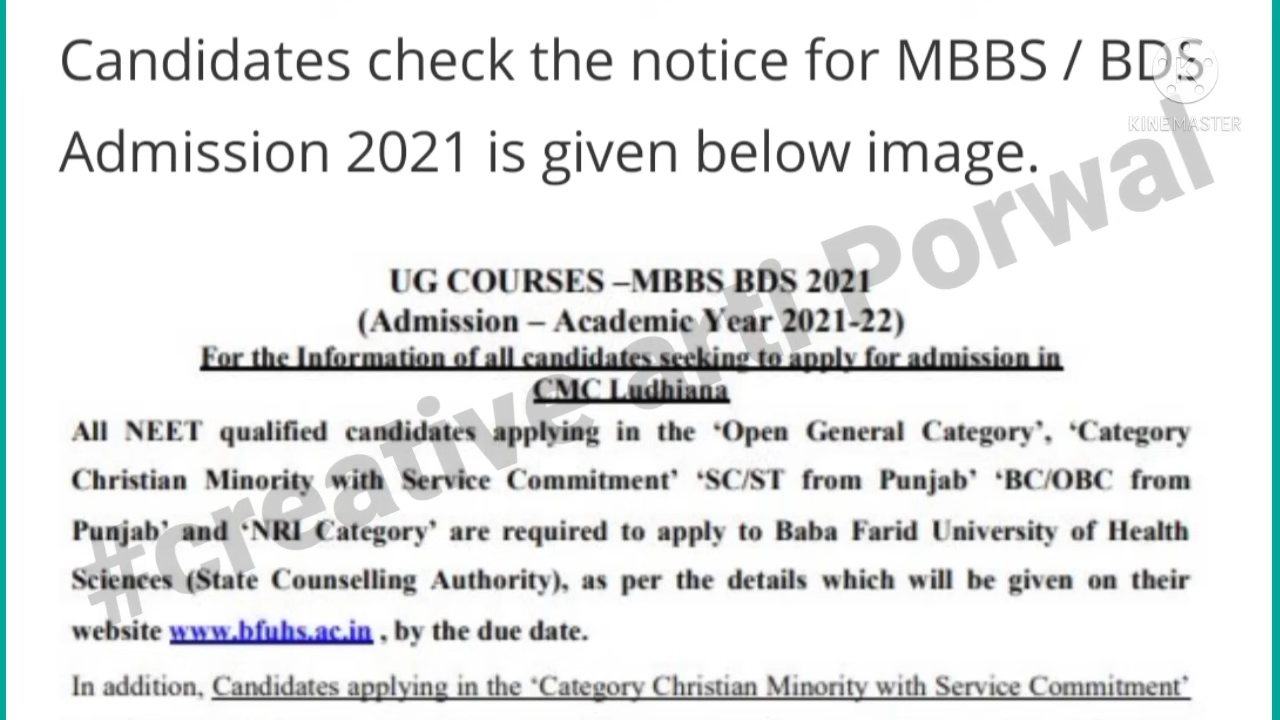 Candidates check the notice for MBBS / BDS
Admission 2021 is given below image.
KINEMASTER
#creative arti Porwal
UG COURSES –MBBS BDS 2021
(Admission – Academic Year 2021-22)
For the Information of all candidates seeking to apply for admission in
CMC Ludhiana
All NEET qualified candidates applying in the ‘Open General Category’, ‘Category
Christian Minority with Service Commitment’ ‘SC/ST from Punjab’ ‘BC/OBC from
Punjab’ and ‘NRI Category’ are required to apply to Baba Farid University of Health
Sciences (State Counselling Authority), as per the details which will be given on their
website www.bfuhs.ac.in , by the due date.
In addition, Candidates applying in the ‘Category Christian Minority with Service Commitment’